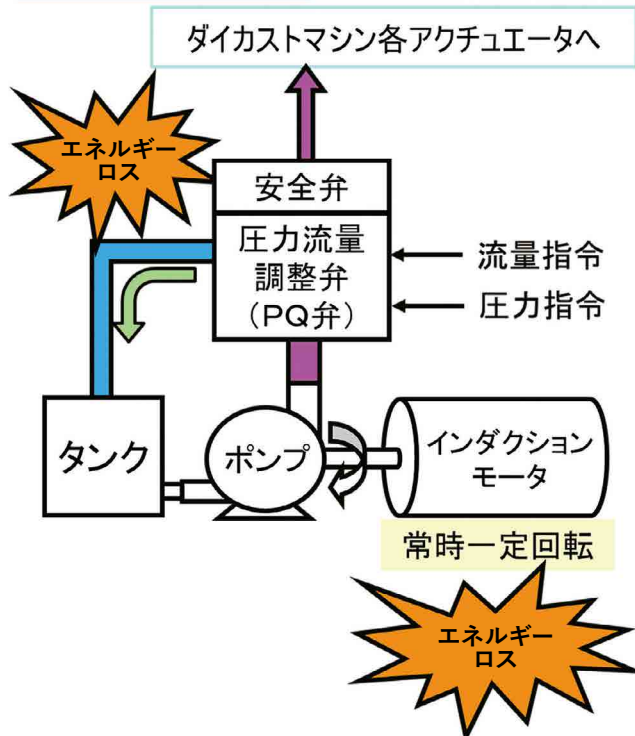 ダイカストマシン各アクチュエータへ
エネルギー
ロス
安全弁
圧力流量
調整弁
(PQ弁)
流量指令
圧力指令
タンク
ポンプ
インダクション
モータ
常時一定回転
エネルギー
ロス